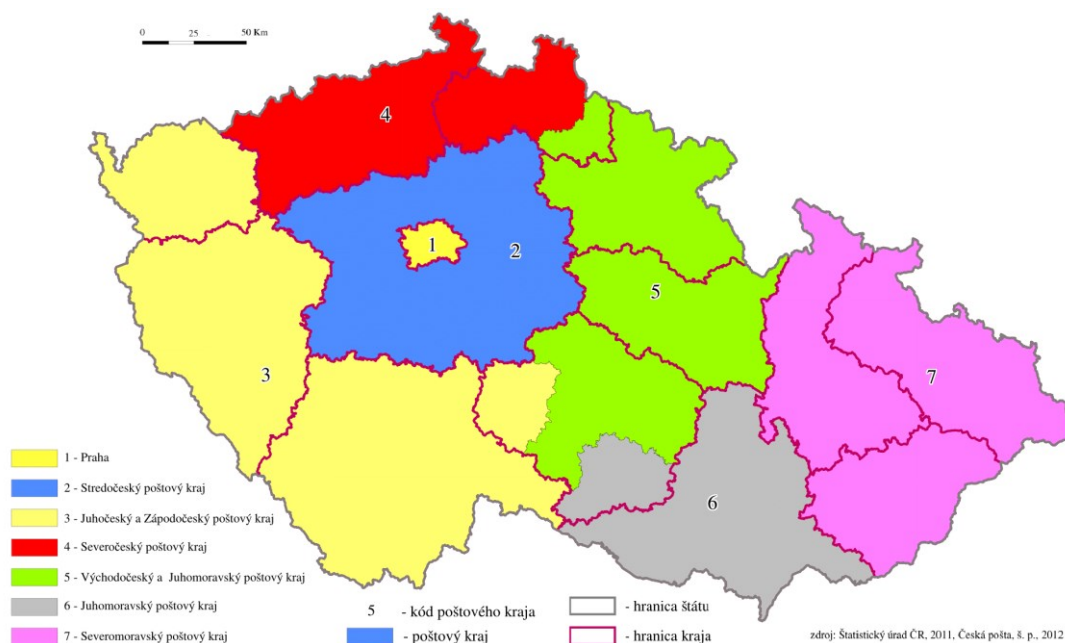 0 25 50 Km
4
1
2
5
3
7
6
1 - Praha
2 - Stredočeský poštový kraj
3 - Juhočeský a Zápodočeský poštový kraj
4 - Severočeský poštový kraj
5 - Východočeský a Juhomoravský poštový kraj
6 - Juhomoravský poštový kraj
7 - Severomoravský poštový kraj
5 - kód poštového kraja
- poštový kraj
- hranica štátu
- hranica kraja
zdroj: Štatistický úrad ČR, 2011, Česká pošta, š. p., 2012